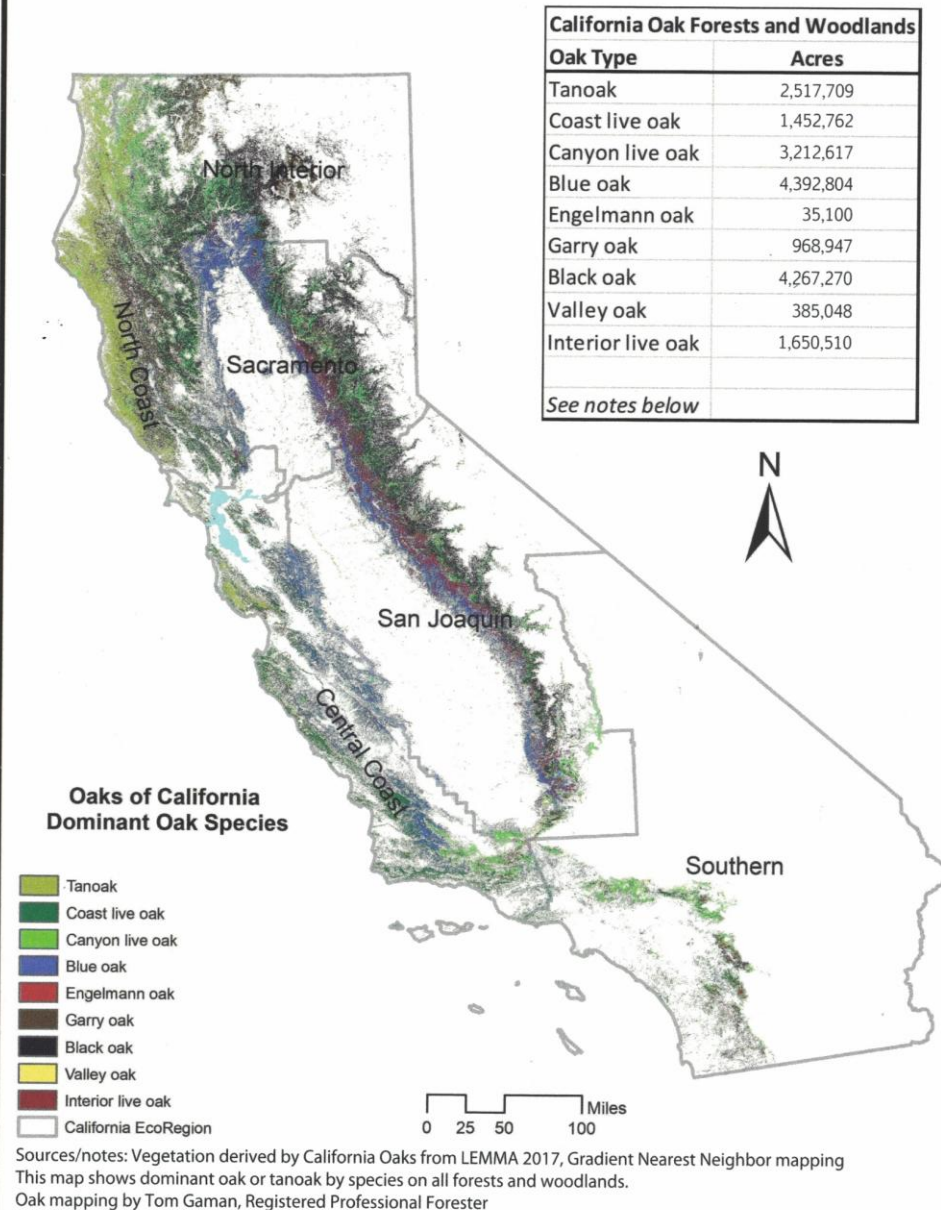 California Oak Forests and Woodlands
Oak Type Acres
Tanoak 2,517,709
Coast live oak 1,452,762
Canyon live oak 3,212,617
Blue oak 4,392,804
Engelmann oak 35,100
Garry oak 968,947
Black oak 4,267,270
Valley oak 385,048
Interior live oak 1,650,510
See notes below
N
North Interior
North Coast
Sacramento
San Joaquin
Central Coast
Southern
Oaks of California
Dominant Oak Species
Tanoak
Coast live oak
Canyon live oak
Blue oak
Engelmann oak
Garry oak
Black oak
Valley oak
Interior live oak
California EcoRegion
Miles
0 25 50 100
Sources/notes: Vegetation derived by California Oaks from LEMMA 2017, Gradient Nearest Neighbor mapping
This map shows dominant oak or tanoak by species on all forests and woodlands.
Oak mapping by Tom Gaman, Registered Professional Forester